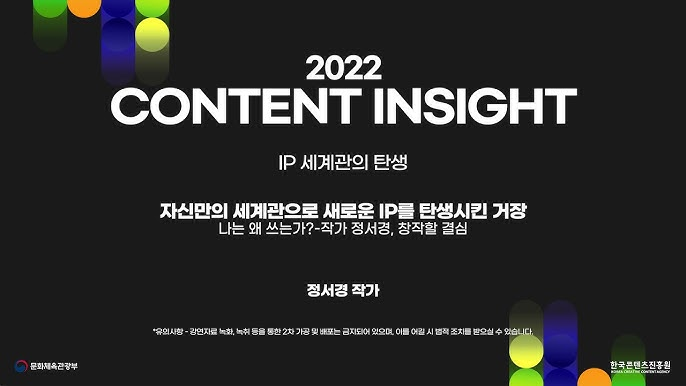 2022
CONTENT INSIGHT
IP 세계관의 탄생
자신만의 세계관으로 새로운 IP를 탄생시킨 거장
나는 왜 쓰는가?-작가 정서경, 창작할 결심
정서경 작가
*유의사항 - 강연자료 녹화, 녹취 등을 통한 2차 가공 및 배포는 금지되어 있으며, 이를 어길 시 법적 조치를 받으실 수 있습니다.
문화체육관광부
한국콘텐츠진흥원
KOREA CREATIVE CONTENT AGENCY